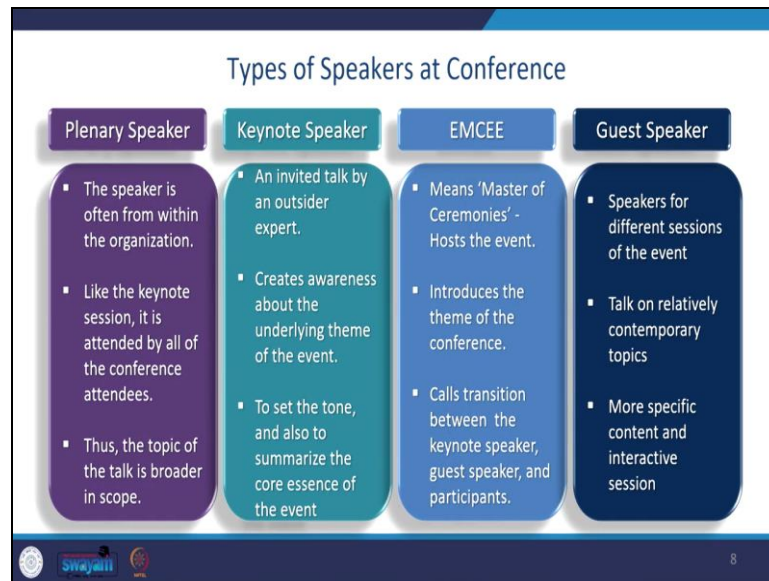 Types of Speakers at Conference
Plenary Speaker
▪ The speaker is
often from within
the organization.
▪ Like the keynote
session, it is
attended by all of
the conference
attendees.
▪ Thus, the topic of
the talk is broader
in scope.
Keynote Speaker
▪ An invited talk by
an outsider
expert.
▪ Creates awareness
about the
underlying theme
of the event.
▪ To set the tone,
and also to
summarize the
core essence of
the event
EMCEE
▪ Means ‘Master of
Ceremonies’ -
Hosts the event.
▪ Introduces the
theme of the
conference.
▪ Calls transition
between the
keynote speaker,
guest speaker, and
participants.
Guest Speaker
▪ Speakers for
different sessions
of the event
▪ Talk on relatively
contemporary
topics
▪ More specific
content and
interactive
session
swayam
8